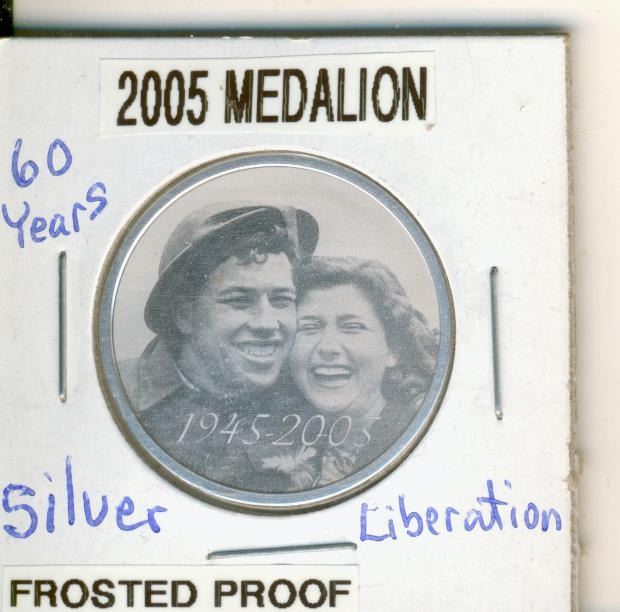 2005 MEDALION
60
Years
1945-2005
Silver
Liberation
FROSTED PROOF